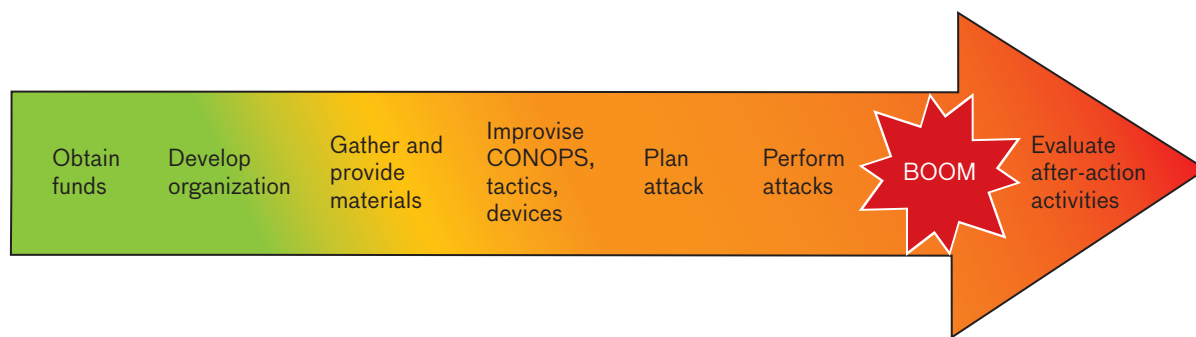 Obtain
funds
Develop
organization
Gather and
provide
materials
Improvise
CONOPS,
tactics,
devices
Plan
attack
Perform
attacks
BOOM
Evaluate
after-action
activities